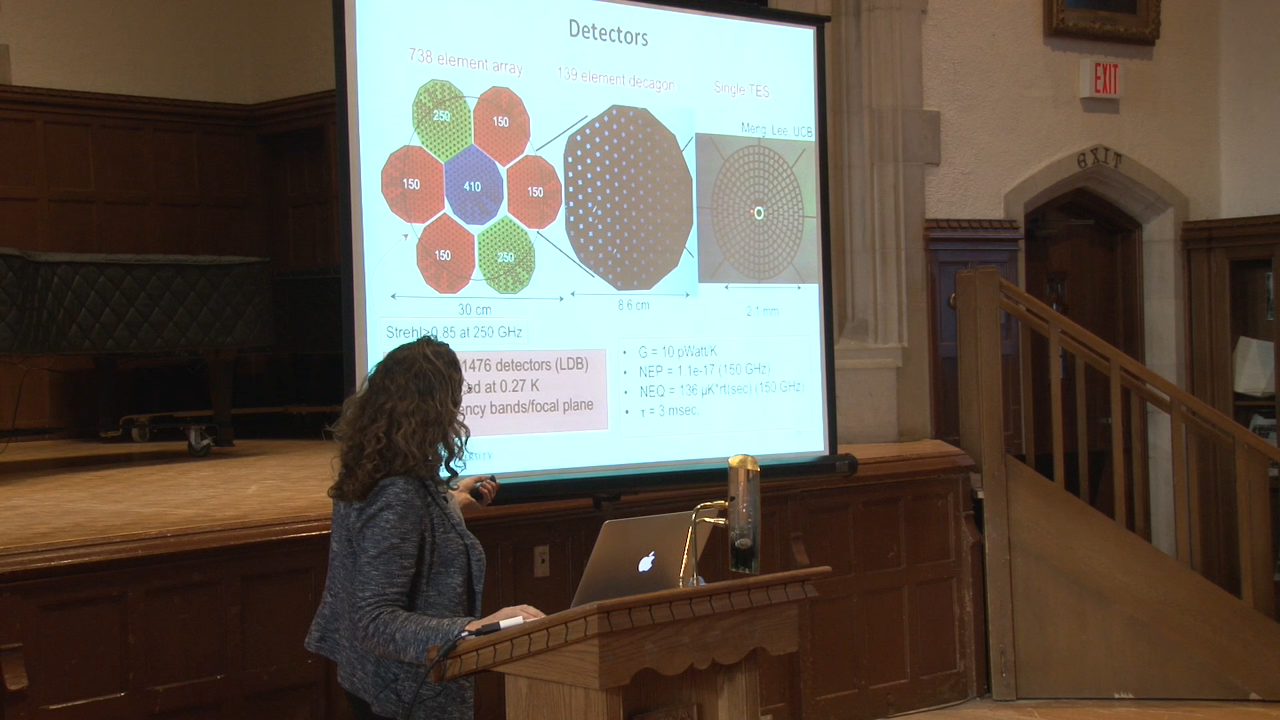 Detectors
738 element array
139 element decagon
Single TES
Meng, Lee, UCB
250
150
150
410
150
150
250
30 cm
8.6 cm
2.1 mm
Strehl>0.85 at 250 GHz
1476 detectors (LDB)
at 0.27 K
bands/focal plane
• G = 10 pWatt/K
• NEP = 1.1e-17 (150 GHz)
• NEQ = 136 µK*rt(sec) (150 GHz)
• τ = 3 msec.
EXIT
EXIT